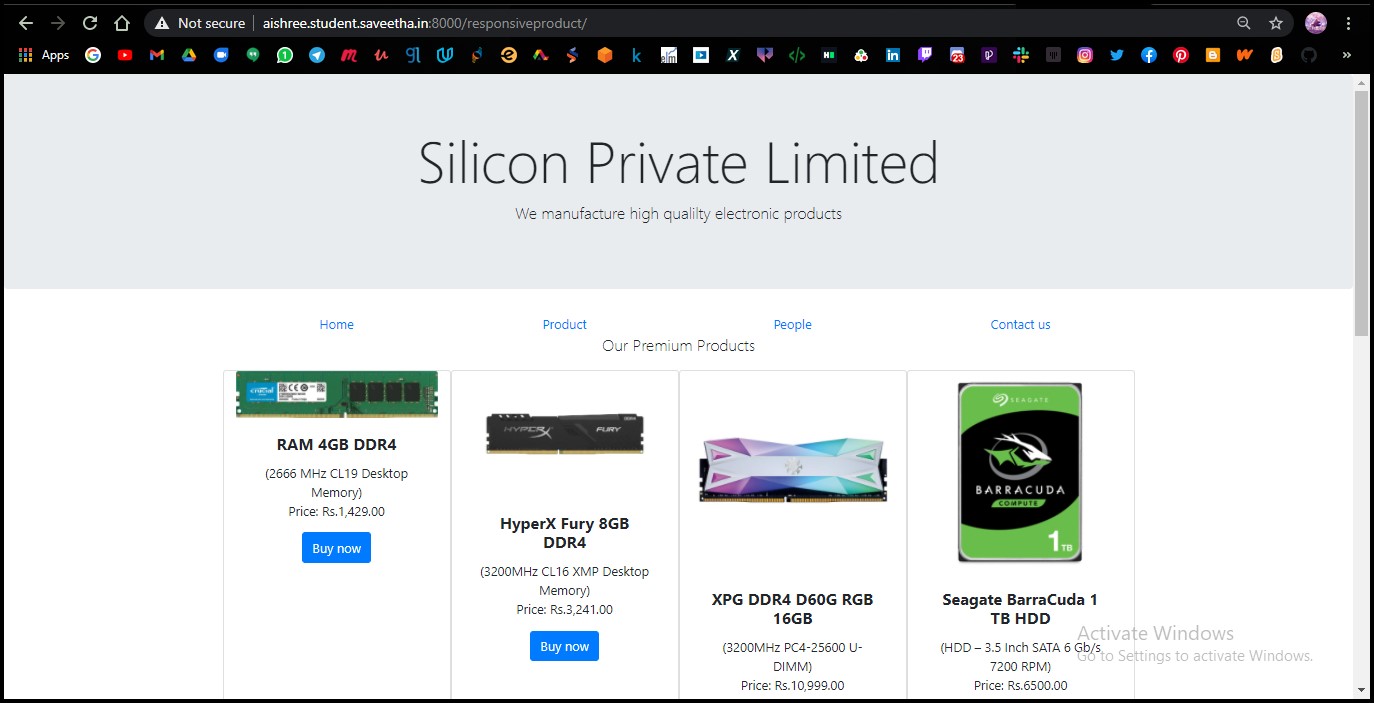 Not secure
aishree.student.saveetha.in:8000/responsiveproduct/
Apps
Silicon Private Limited
We manufacture high qualilty electronic products
Home
Product
People
Contact us
Our Premium Products
crucial
RAM 4GB DDR4
(2666 MHz CL19 Desktop
Memory)
Price: Rs.1,429.00
Buy now
HYPERX FURY DDR4
HyperX Fury 8GB
DDR4
(3200MHz CL16 XMP Desktop
Memory)
Price: Rs.3,241.00
Buy now
XPG DDR4 D60G RGB
16GB
(3200MHz PC4-25600 U-
DIMM)
Price: Rs.10,999.00
SEAGATE
BARRACUDA
COMPUTE
1TB
Seagate BarraCuda 1
TB HDD
(HDD – 3.5 Inch SATA 6 Gb/s
7200 RPM)
Price: Rs.6500.00
Activate Windows
Go to Settings to activate Windows.